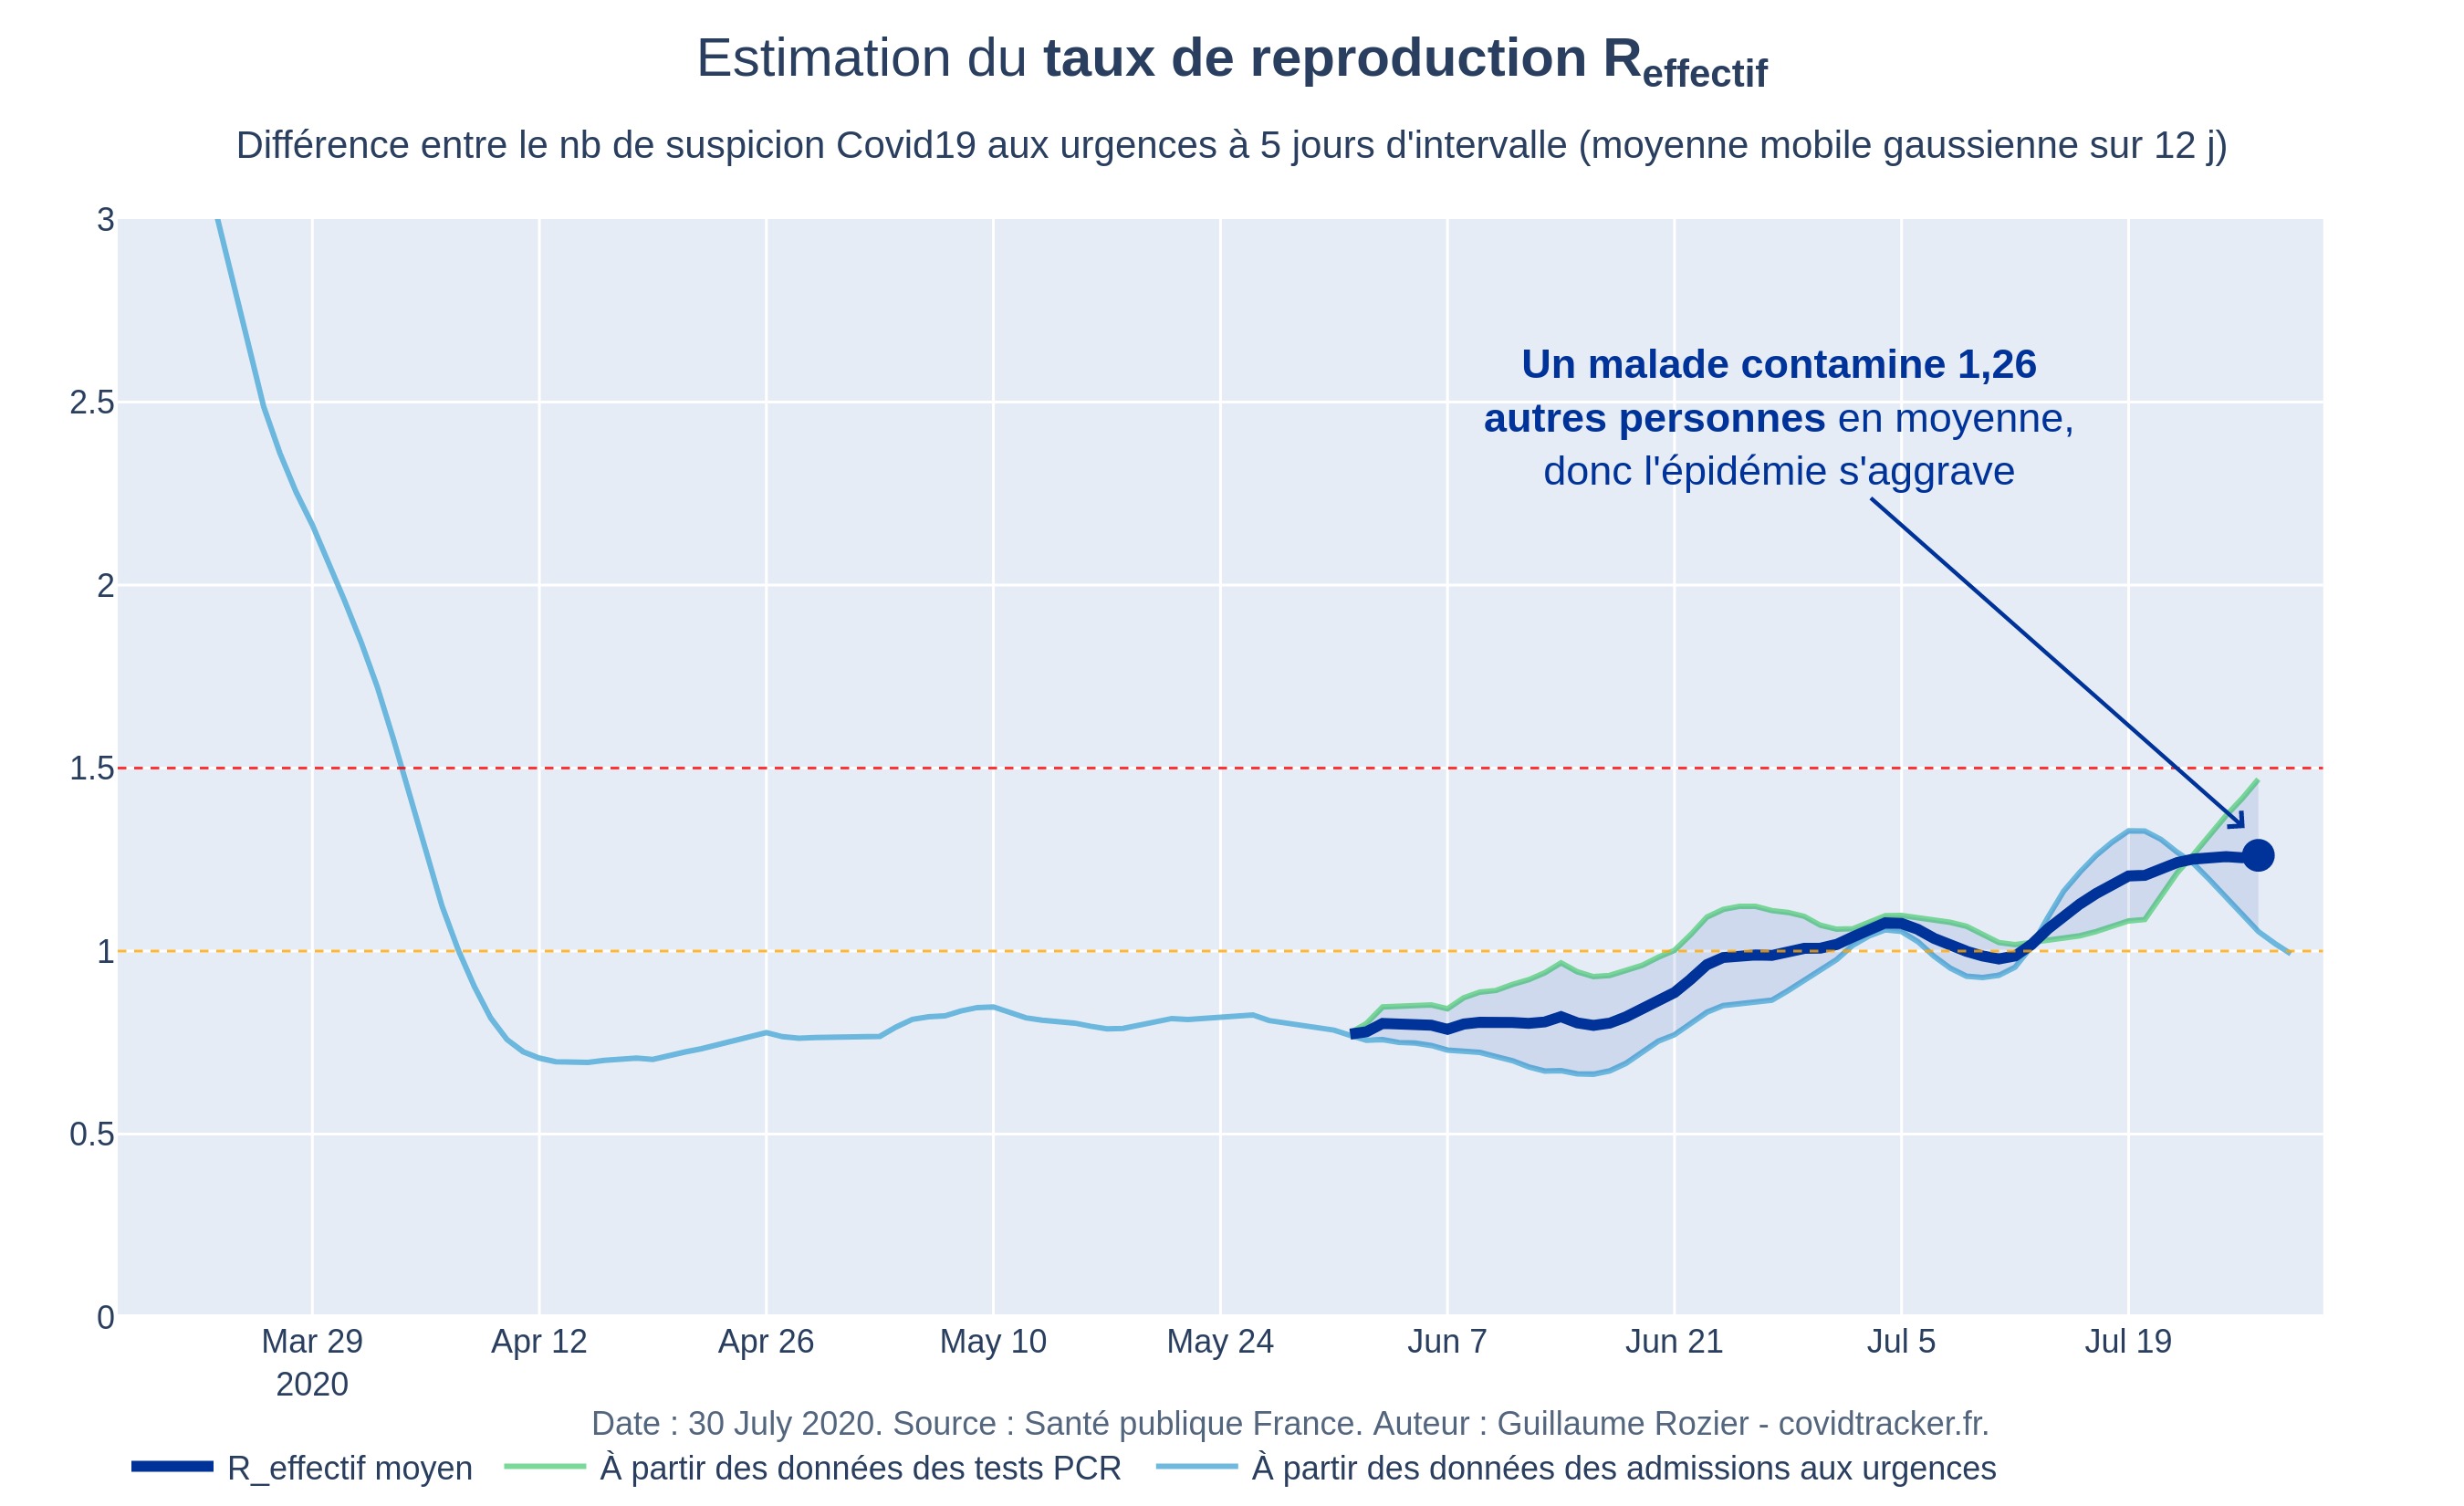 Estimation du taux de reproduction Reffectif
Différence entre le nb de suspicion Covid19 aux urgences à 5 jours d'intervalle (moyenne mobile gaussienne sur 12 j)
3
2.5
2
1.5
1
0.5
0
Un malade contamine 1,26
autres personnes en moyenne,
donc l'épidémie s'aggrave
Mar 29
2020
Apr 12
Apr 26
May 10
May 24
Jun 7
Jun 21
Jul 5
Jul 19
Date : 30 July 2020. Source : Santé publique France. Auteur : Guillaume Rozier - covidtracker.fr.
R_effectif moyen
À partir des données des tests PCR
À partir des données des admissions aux urgences